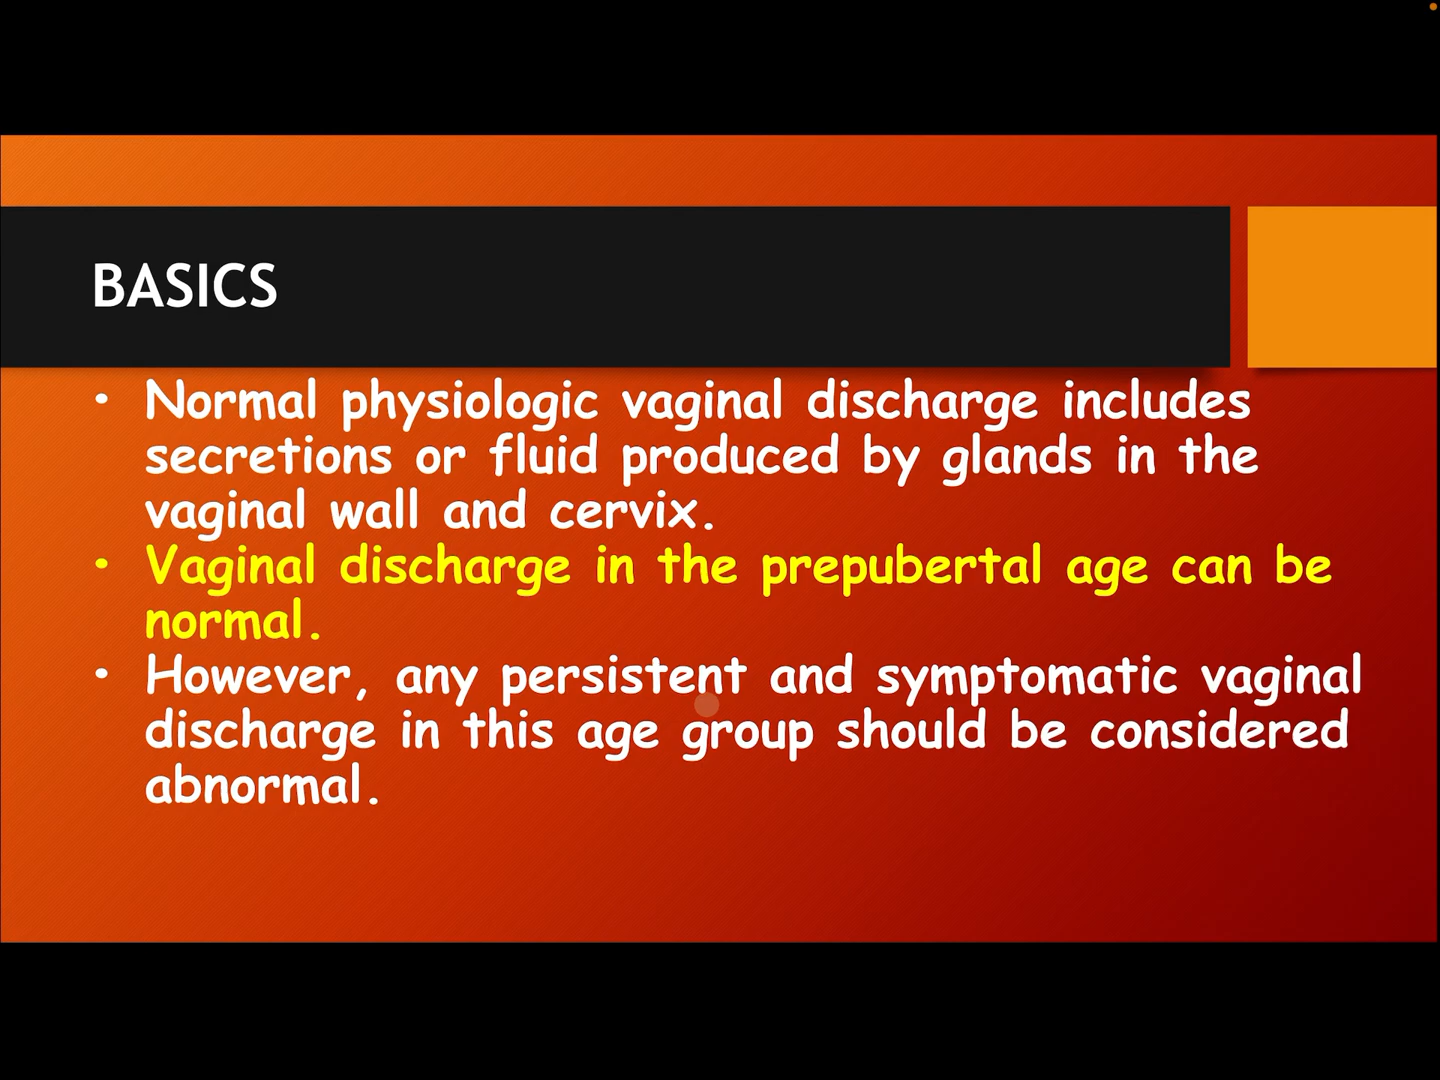 BASICS
• Normal physiologic vaginal discharge includes
secretions or fluid produced by glands in the
vaginal wall and cervix.
• Vaginal discharge in the prepubertal age can be
normal.
• However, any persistent and symptomatic vaginal
discharge in this age group should be considered
abnormal.